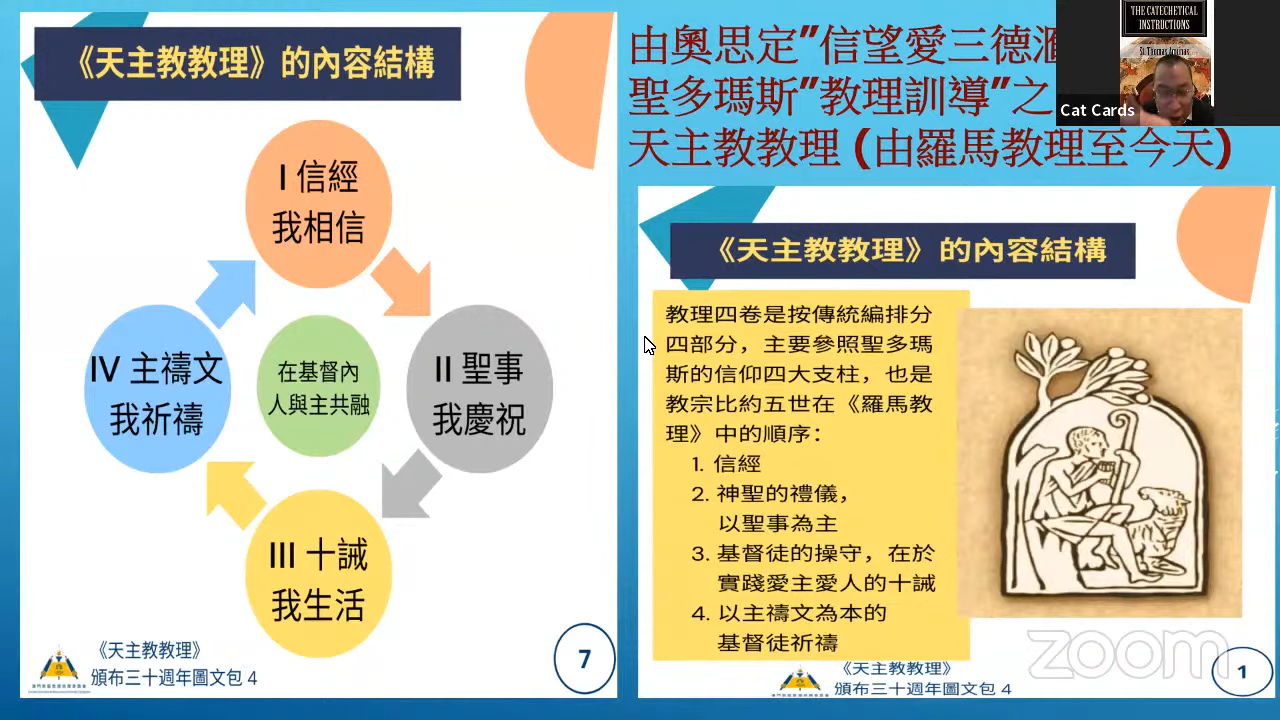 《天主教教理》的內容結構
I 信經
我相信
IV 主禱文
我祈禱
在基督內
人與主共融
II 聖事
我慶祝
III 十誡
我生活
《天主教教理》
頒布三十週年圖文包 4
7
由奧思定”信望愛三德
聖多瑪斯”教理訓導”之
天主教教理 (由羅馬教理至今天)
THE CATECHETICAL
INSTRUCTIONS
St. Thomas Aquinas
Cat Cards
《天主教教理》的內容結構
教理四卷是按傳統編排分
四部分，主要參照聖多瑪
斯的信仰四大支柱，也是
教宗比約五世在《羅馬教
理》中的順序：
1. 信經
2. 神聖的禮儀，
以聖事為主
3. 基督徒的操守，在於
實踐愛主愛人的十誡
4. 以主禱文為本的
基督徒祈禱
《天主教教理》
頒布三十週年圖文包 4
zoom
1